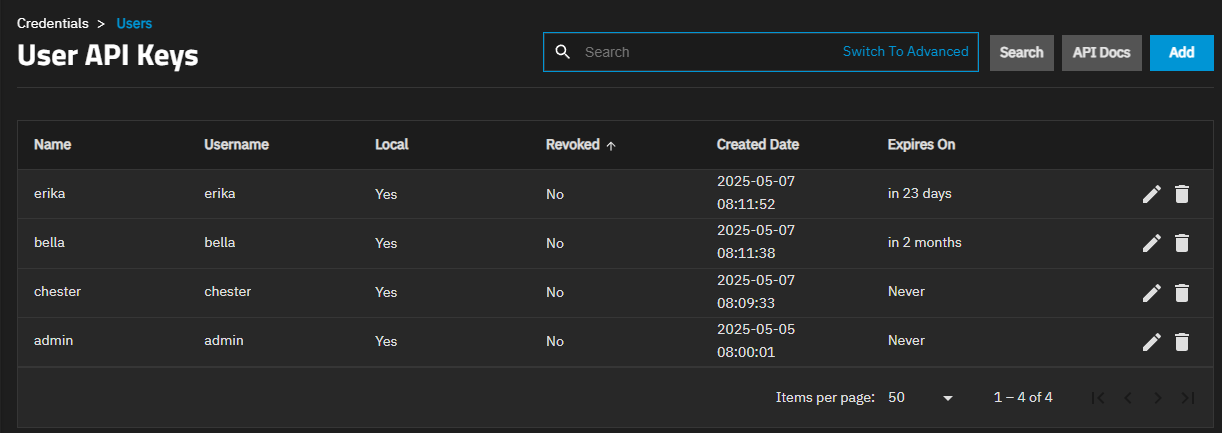 Credentials > Users
User API Keys
Search Switch To Advanced Search API Docs Add
Name Username Local Revoked ↑ Created Date Expires On
erika erika Yes No 2025-05-07 08:11:52 in 23 days
bella bella Yes No 2025-05-07 08:11:38 in 2 months
chester chester Yes No 2025-05-07 08:09:33 Never
admin admin Yes No 2025-05-05 08:00:01 Never
Items per page: 50 1 – 4 of 4